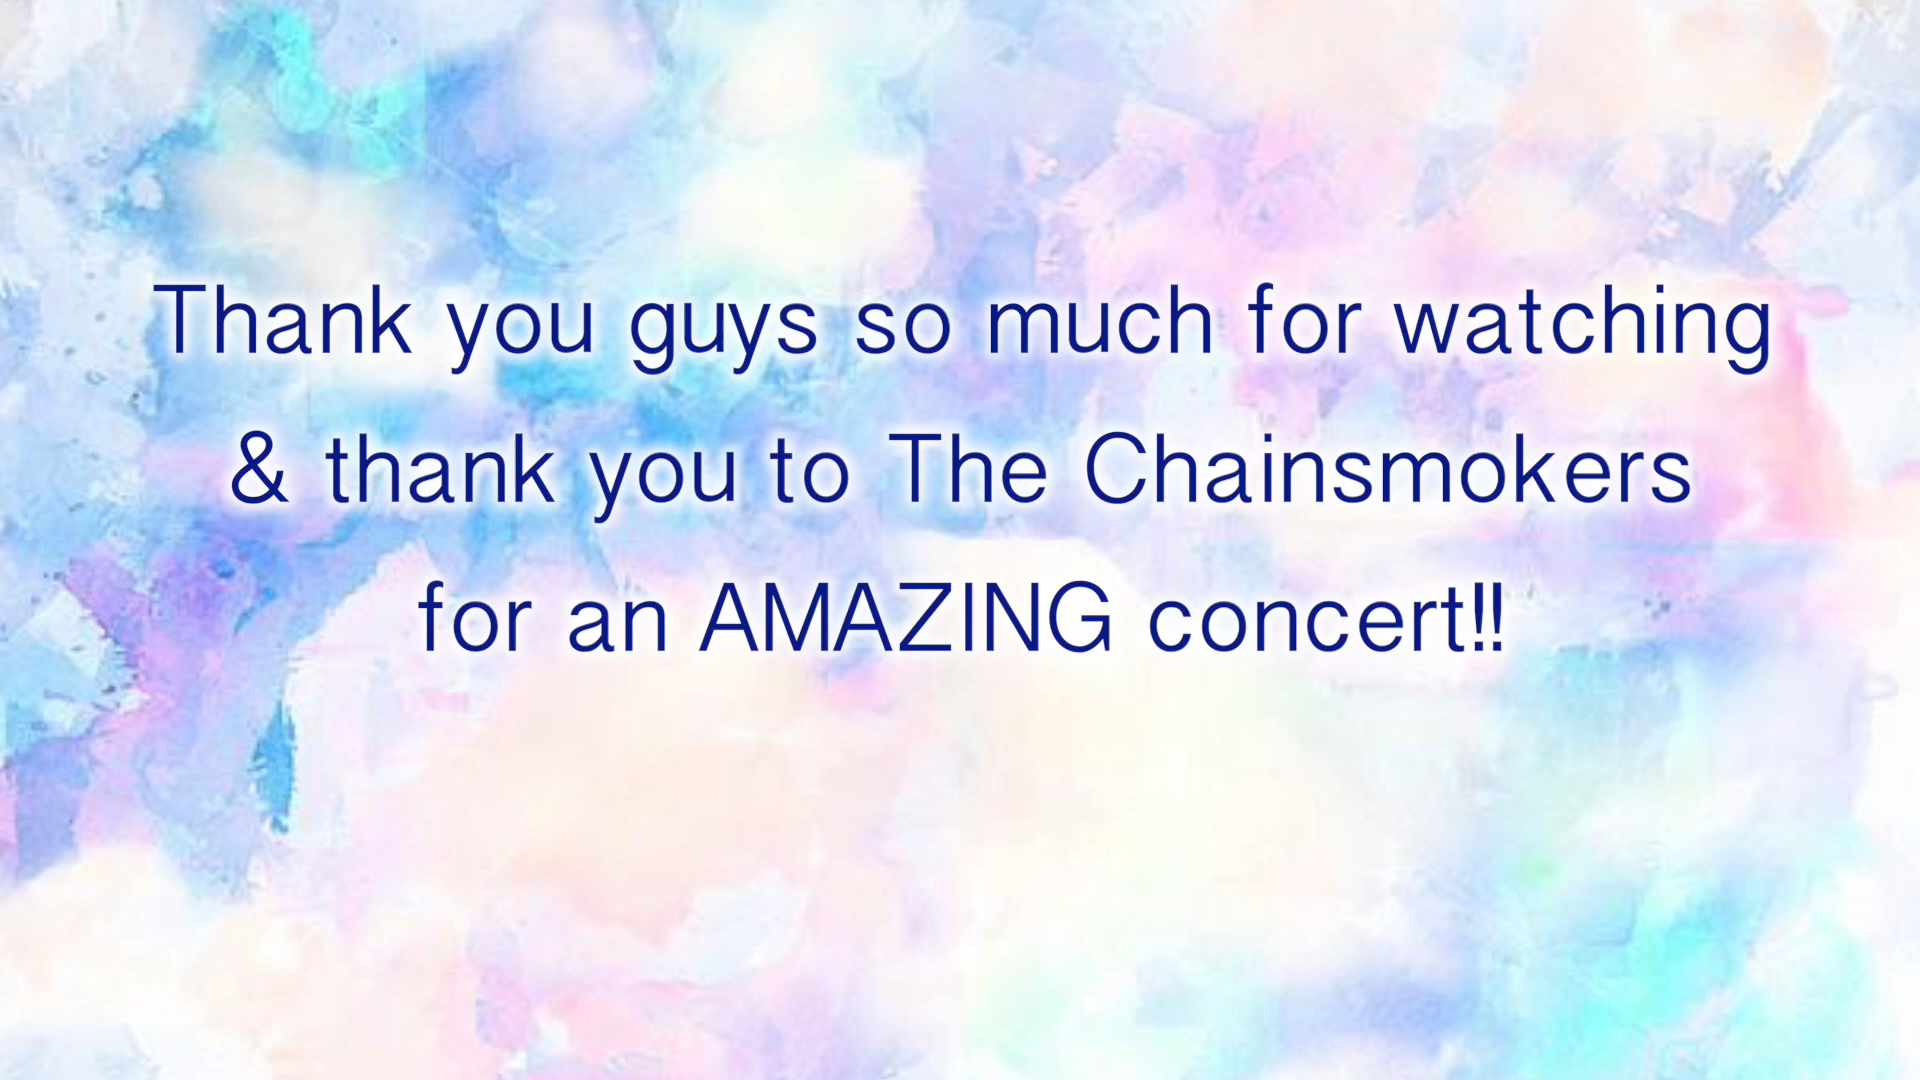 Thank you guys so much for watching
& thank you to The Chainsmokers
for an AMAZING concert!!